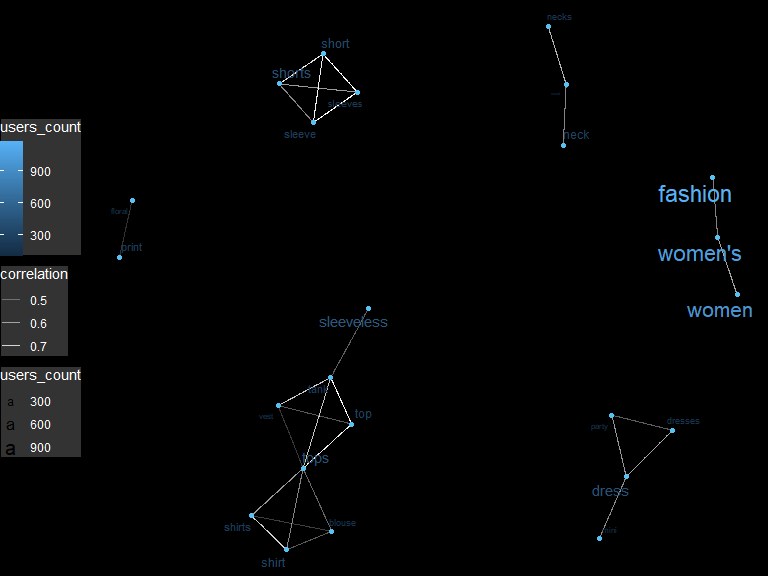 necks
short
shorts
sleeves
sleeve
neck
users_count
900
600
300
fashion
floral
print
women's
correlation
0.5
0.6
0.7
women
sleeveless
users_count
a 300
a 600
a 900
tank
vest
top
party
dresses
tops
dress
shirts
blouse
mini
shirt